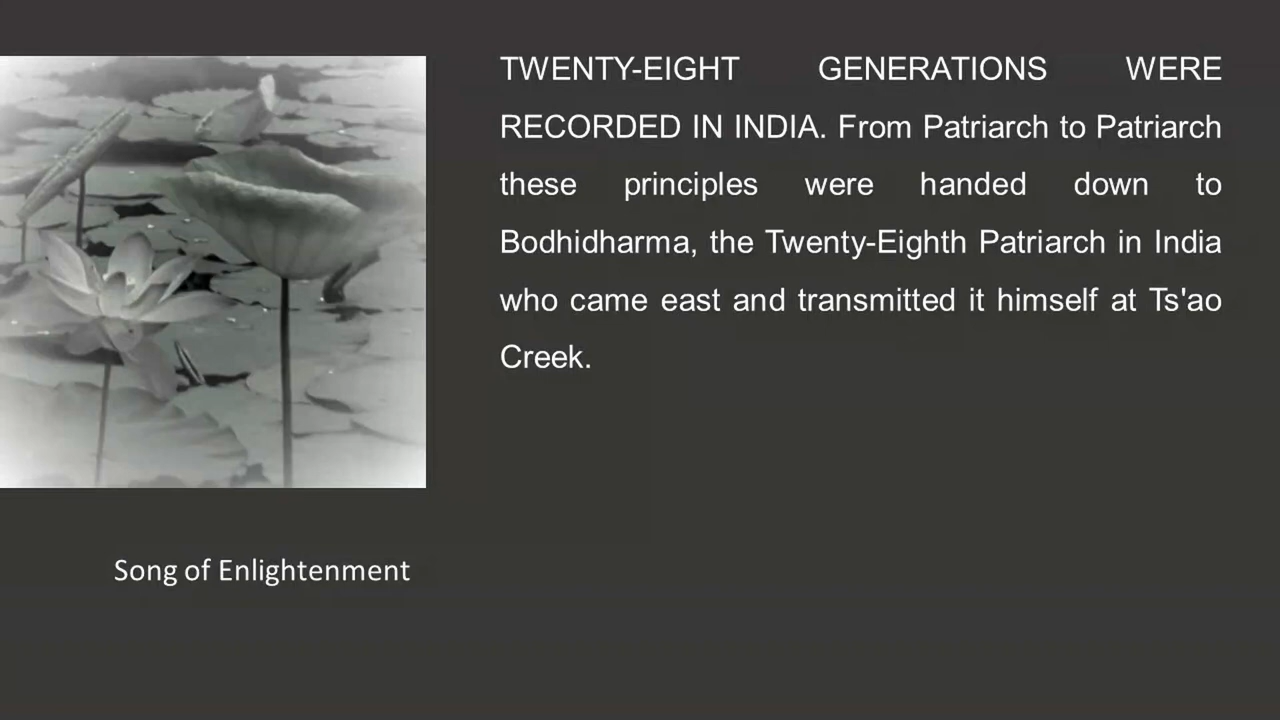 TWENTY-EIGHT GENERATIONS WERE
RECORDED IN INDIA. From Patriarch to Patriarch
these principles were handed down to
Bodhidharma, the Twenty-Eighth Patriarch in India
who came east and transmitted it himself at Ts'ao
Creek.
Song of Enlightenment